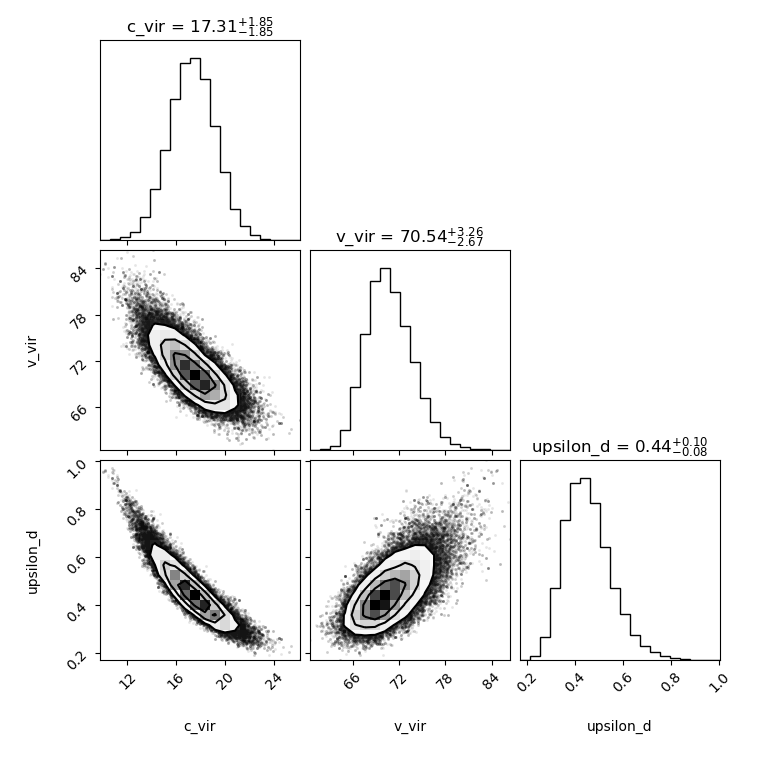 c_vir = 17.31+1.85−1.85
v_vir = 70.54+3.26−2.67
84
78
72
66
v_vir
upsilon_d = 0.44+0.10−0.08
1.0
0.8
0.6
0.4
0.2
upsilon_d
12 16 20 24
66 72 78 84
0.2 0.4 0.6 0.8 1.0
c_vir v_vir upsilon_d